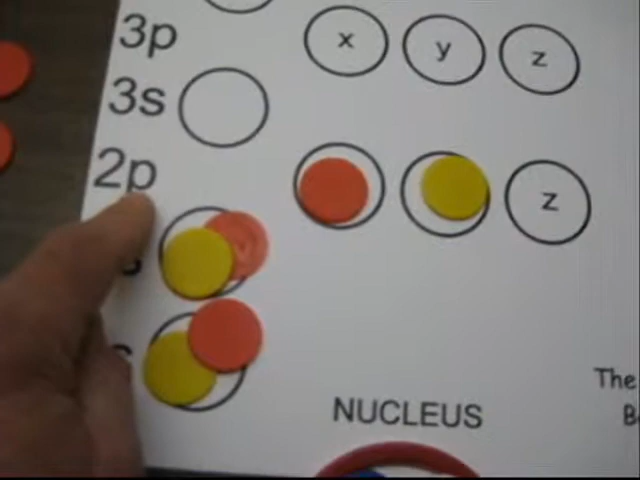 3p x y z
3s
2p z
s
s
The
NUCLEUS
B